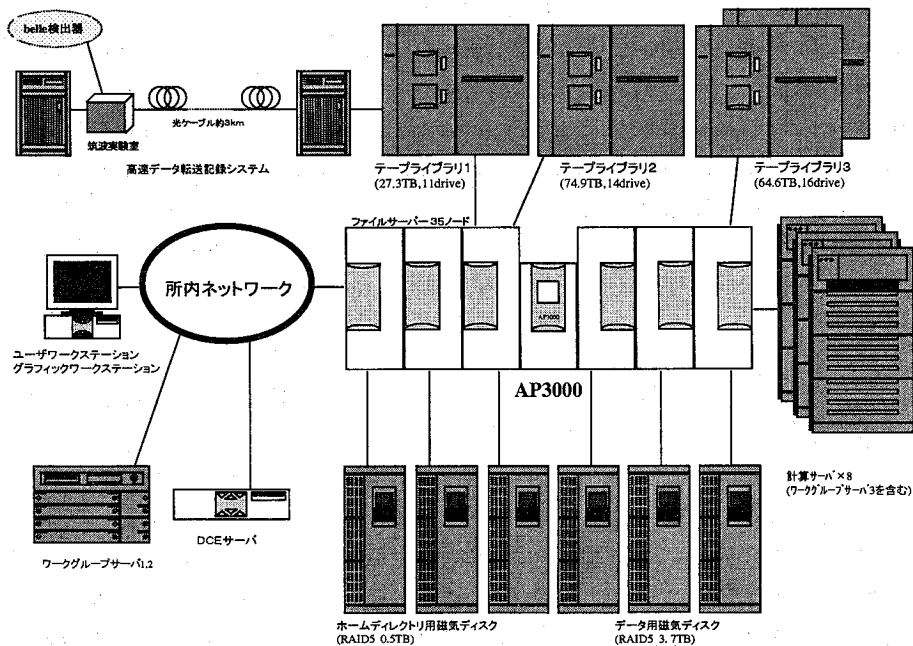 belle検出器
光ケーブル約3km
筑波実験室
高速データ転送記録システム
テープライブラリ1
(27.3TB,11drive)
テープライブラリ2
(74.9TB,14drive)
テープライブラリ3
(64.6TB,16drive)
ファイルサーバー35ノード
所内ネットワーク
AP3000
AP3000
ユーザワークステーション
グラフィックワークステーション
計算サーバ×8
(ワークグループサーバ3を含む)
DCEサーバ
ワークグループサーバ1,2
ホームディレクトリ用磁気ディスク
(RAID5 0.5TB)
データ用磁気ディスク
(RAID5 3.7TB)